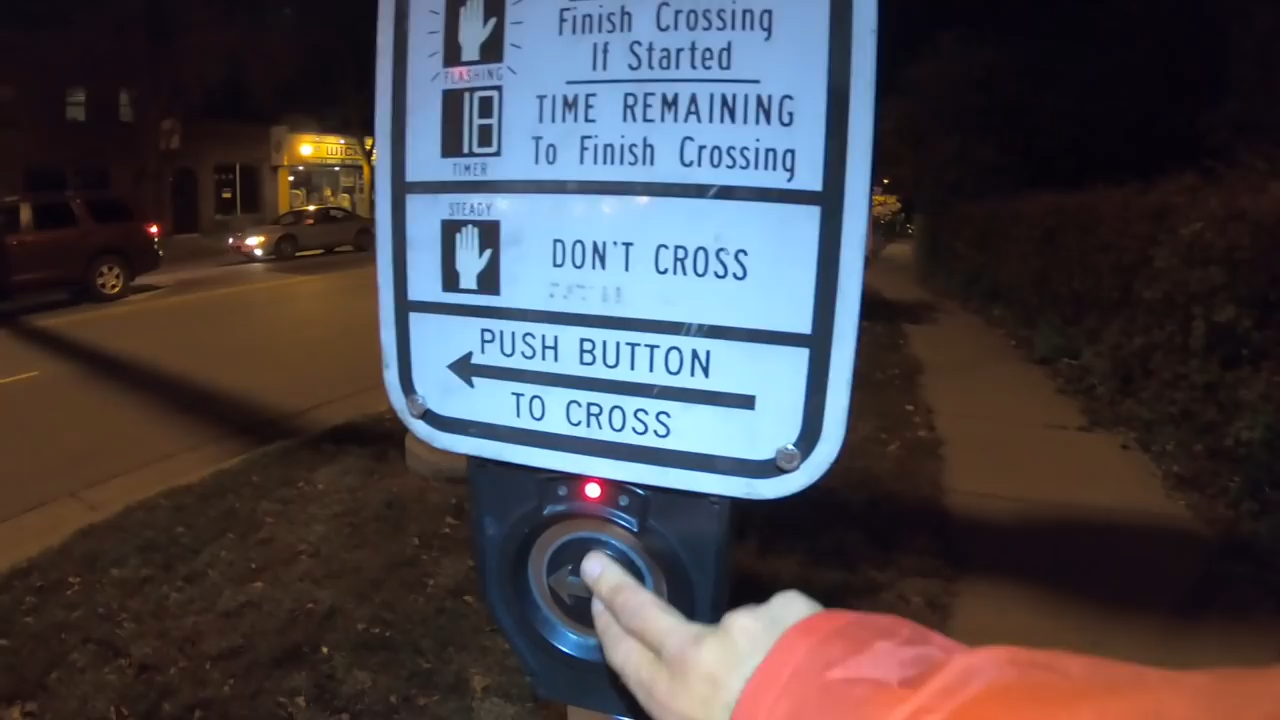 Finish Crossing
If Started
FLASHING
18
TIMER
TIME REMAINING
To Finish Crossing
STEADY
DON'T CROSS
PUSH BUTTON
TO CROSS